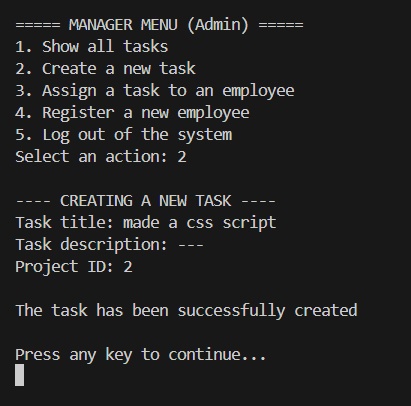 ===== MANAGER MENU (Admin) =====
1. Show all tasks
2. Create a new task
3. Assign a task to an employee
4. Register a new employee
5. Log out of the system
Select an action: 2
---- CREATING A NEW TASK ----
Task title: made a css script
Task description: ---
Project ID: 2
The task has been successfully created
Press any key to continue...